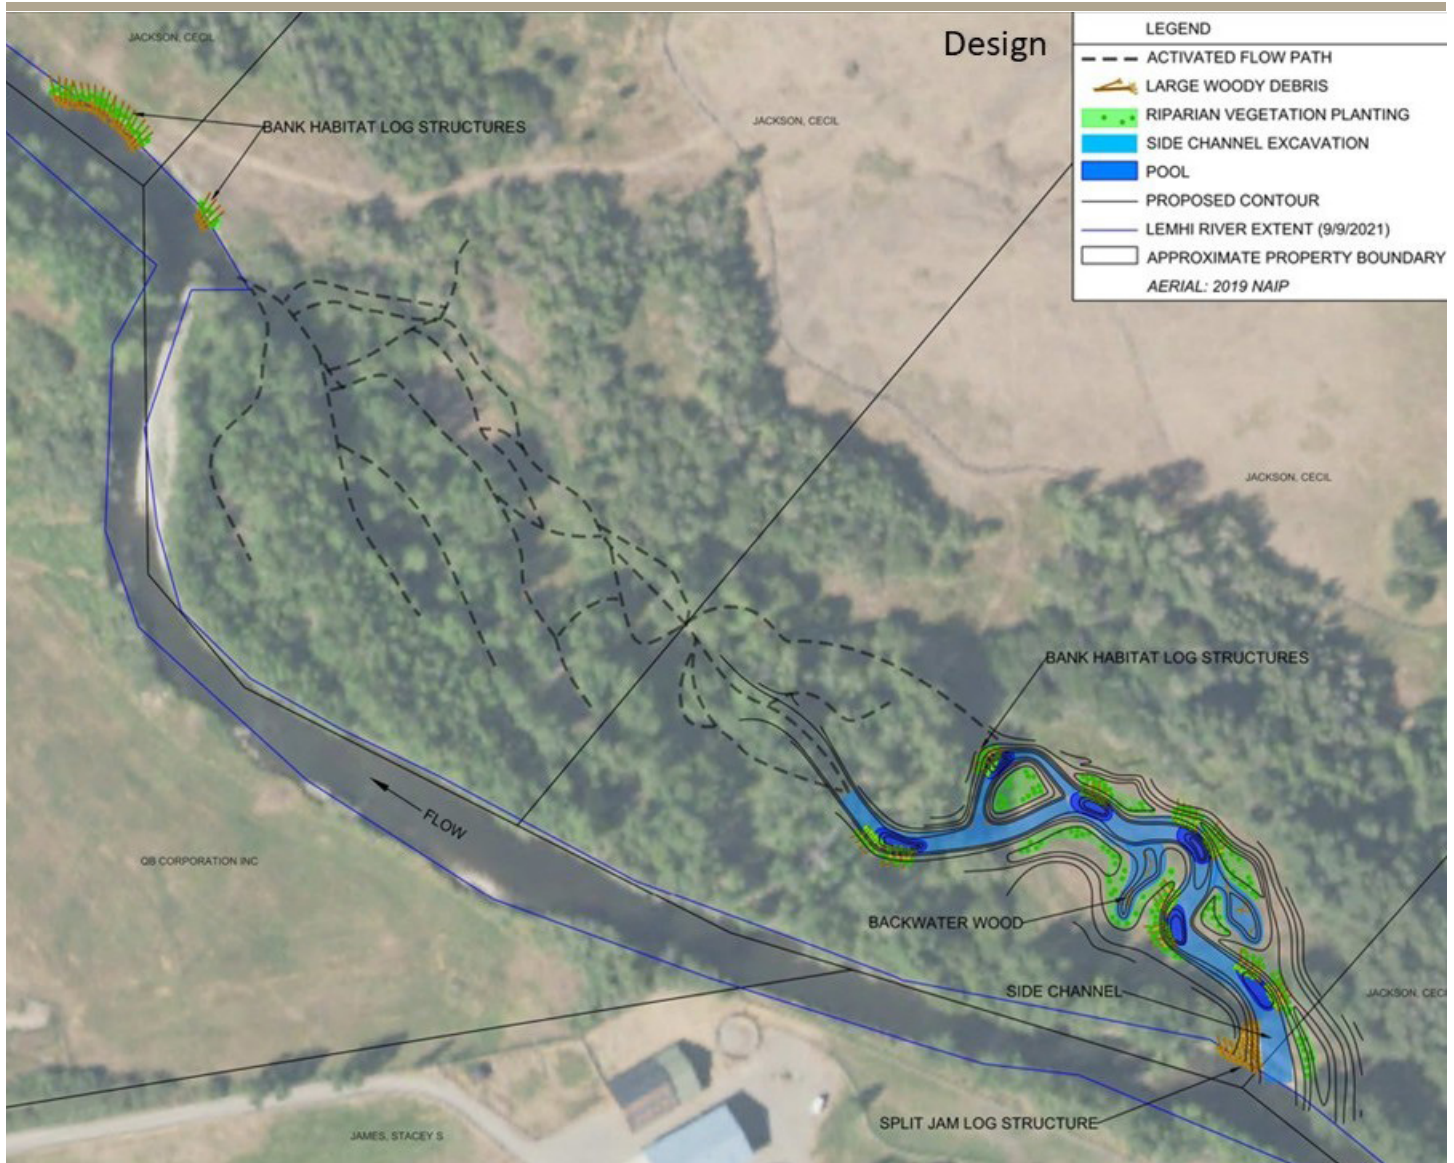 Design
LEGEND
ACTIVATED FLOW PATH
LARGE WOODY DEBRIS
RIPARIAN VEGETATION PLANTING
SIDE CHANNEL EXCAVATION
POOL
PROPOSED CONTOUR
LEMHI RIVER EXTENT (9/9/2021)
APPROXIMATE PROPERTY BOUNDARY
AERIAL: 2019 NAIP
JACKSON, CECIL
BANK HABITAT LOG STRUCTURES
JACKSON, CECIL
JACKSON, CECIL
BANK HABITAT LOG STRUCTURES
FLOW
QB CORPORATION INC
BACKWATER WOOD
SIDE CHANNEL
JACKSON, CEC
SPLIT JAM LOG STRUCTURE
JAMES, STACEY S